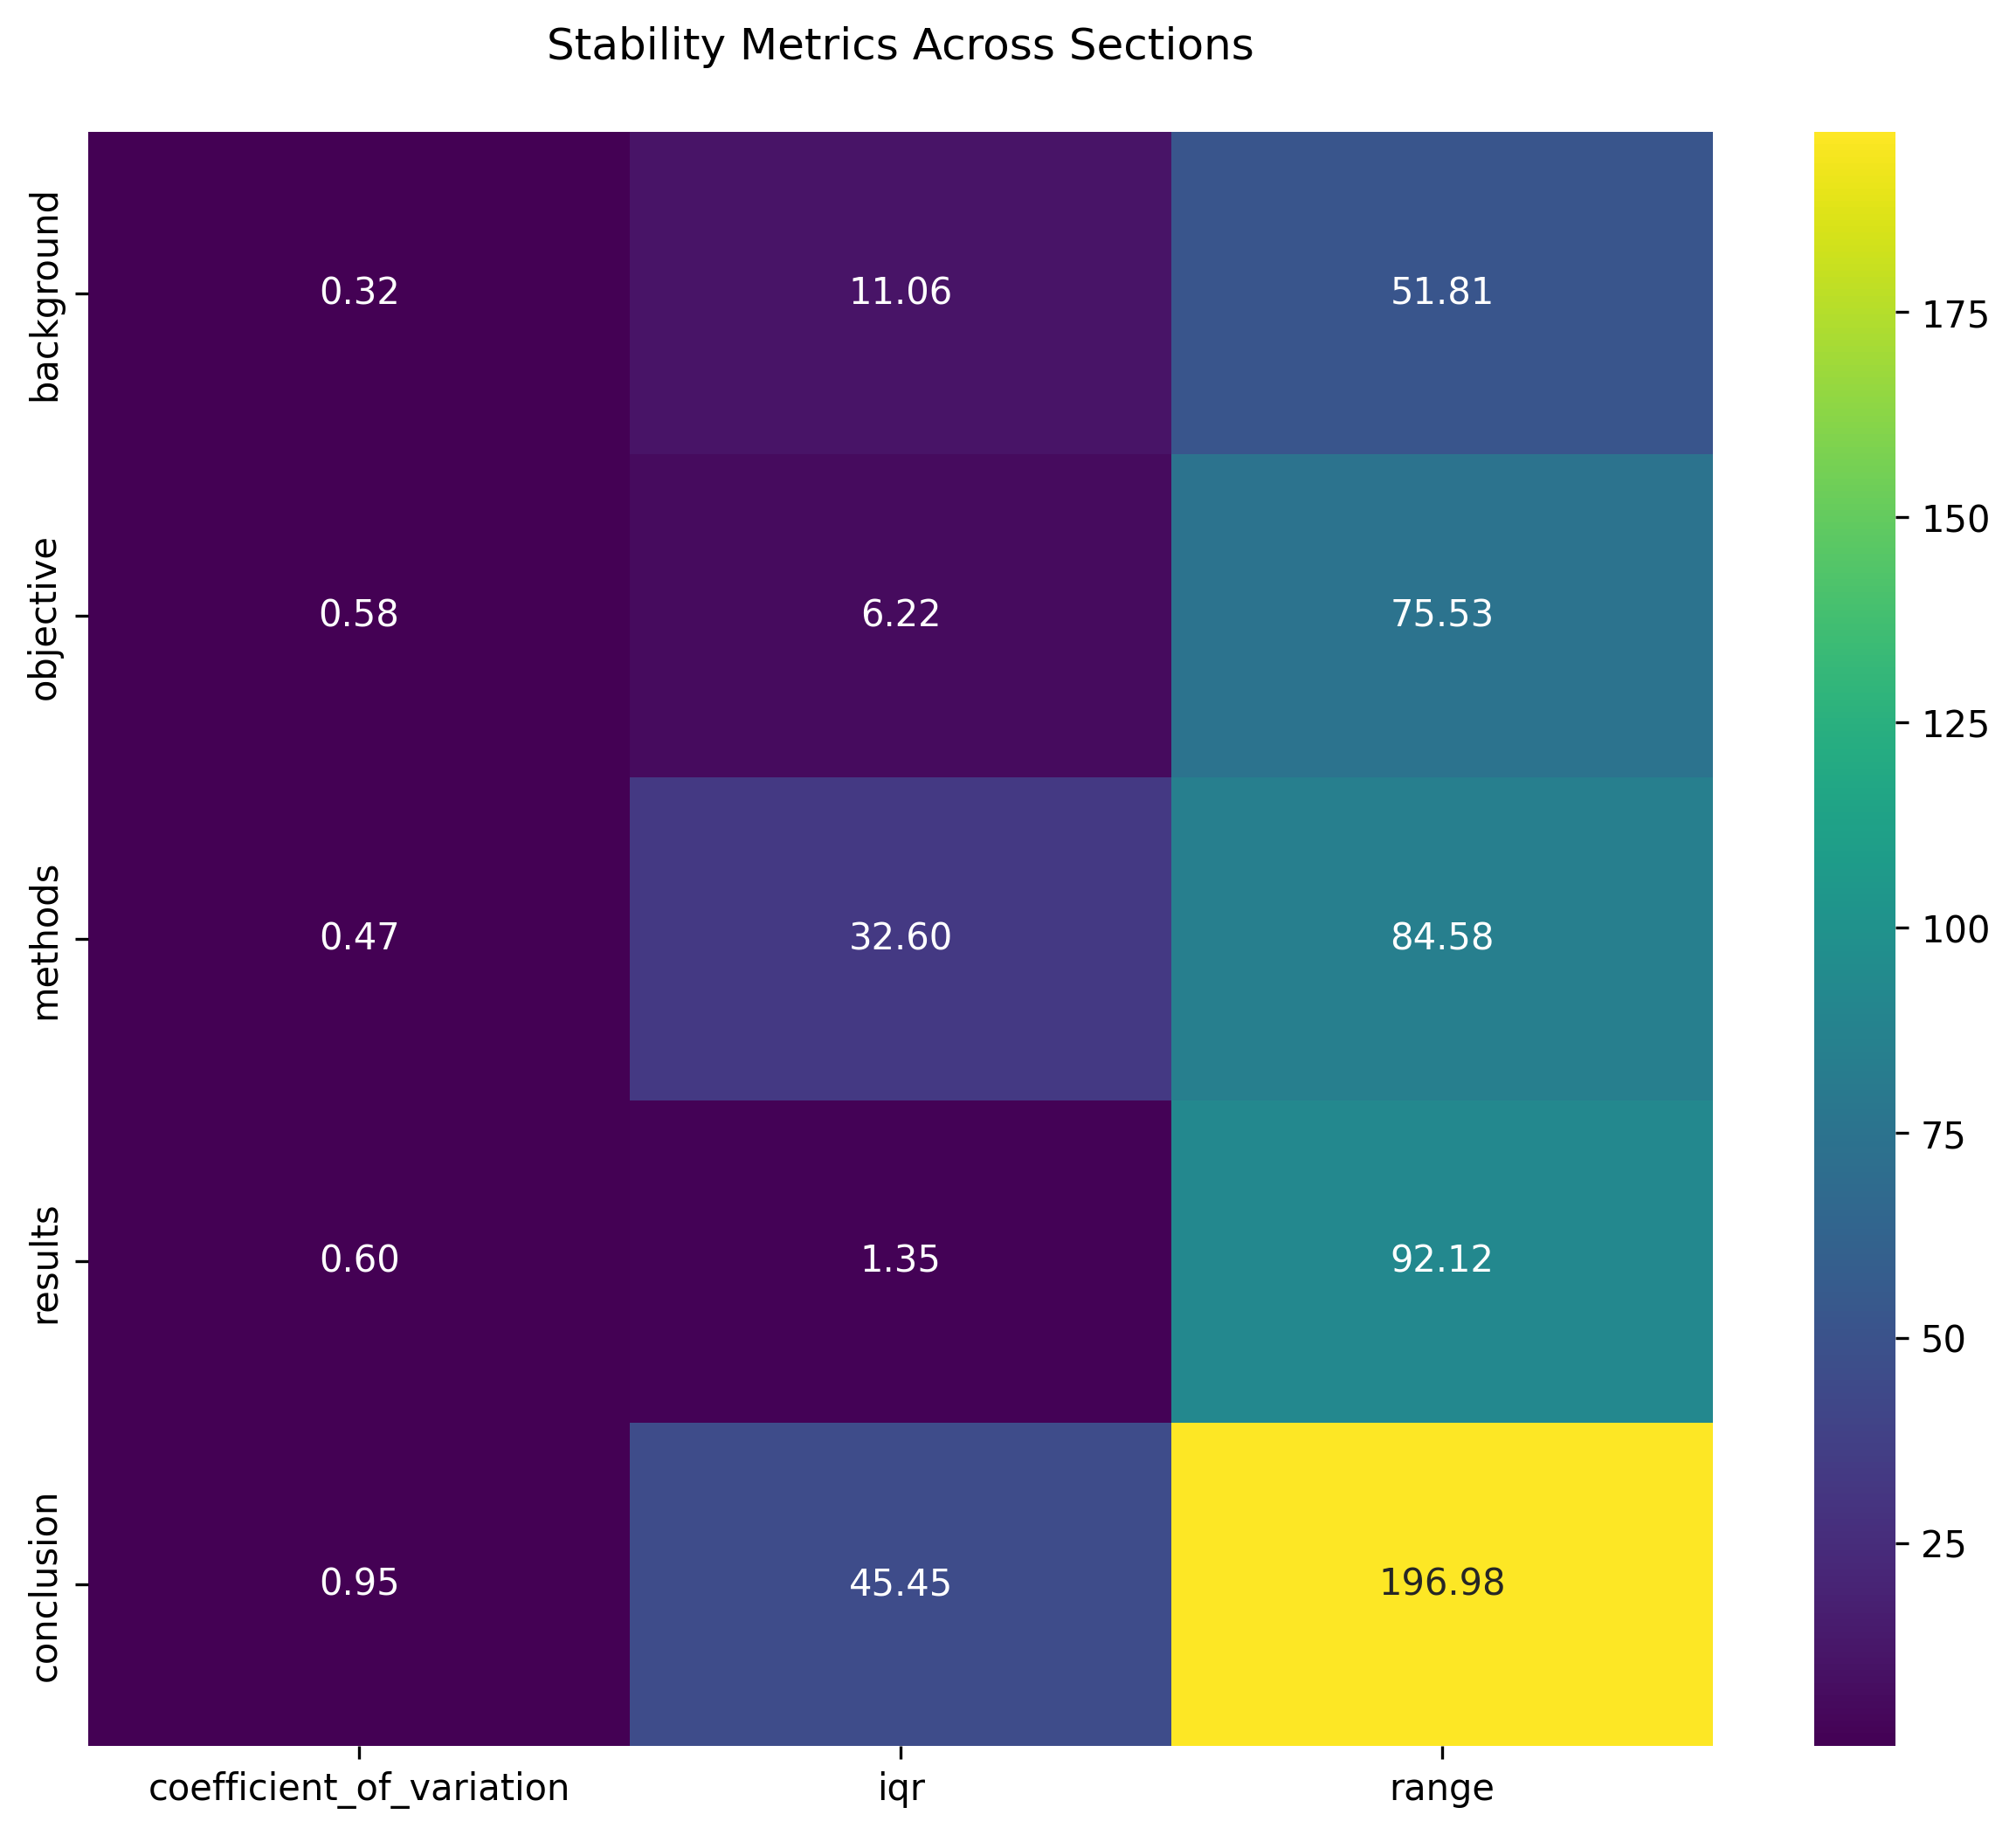 Stability Metrics Across Sections
background
0.32 11.06 51.81
objective
0.58 6.22 75.53
methods
0.47 32.60 84.58
results
0.60 1.35 92.12
conclusion
0.95 45.45 196.98
coefficient_of_variation iqr range
175
150
125
100
75
50
25